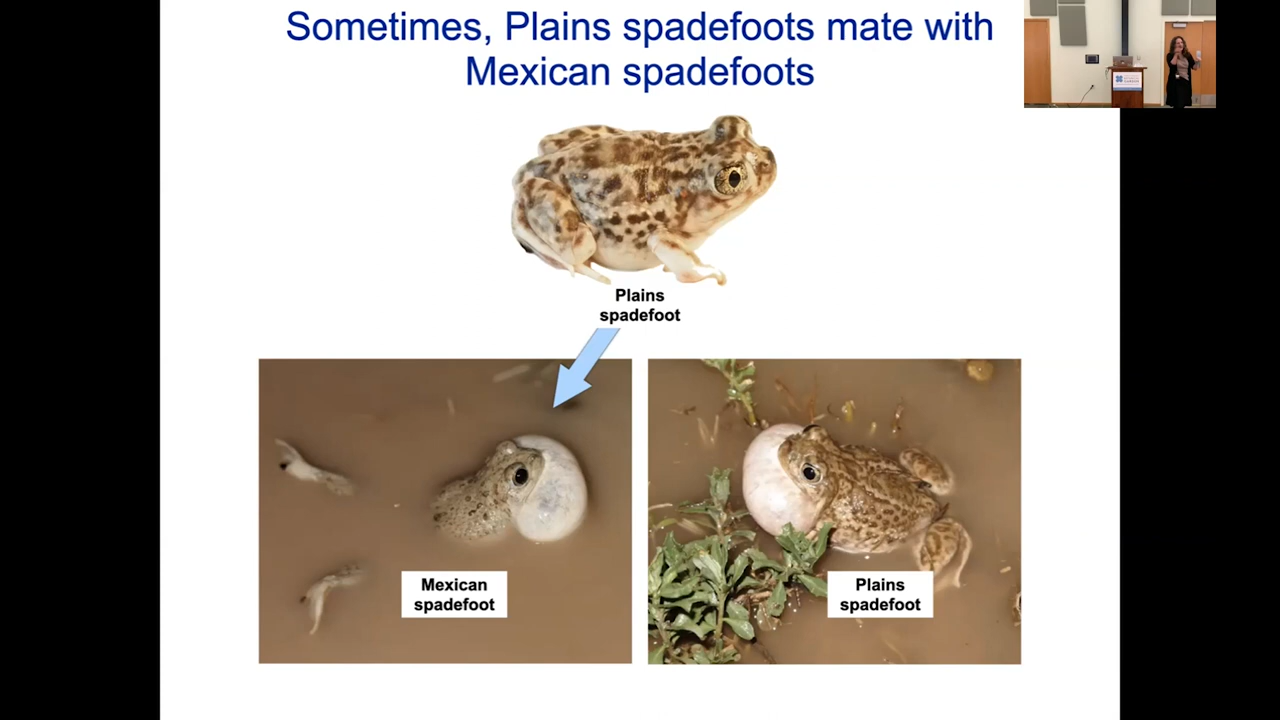 Sometimes, Plains spadefoots mate with
Mexican spadefoots
Plains
spadefoot
Mexican
spadefoot
Plains
spadefoot